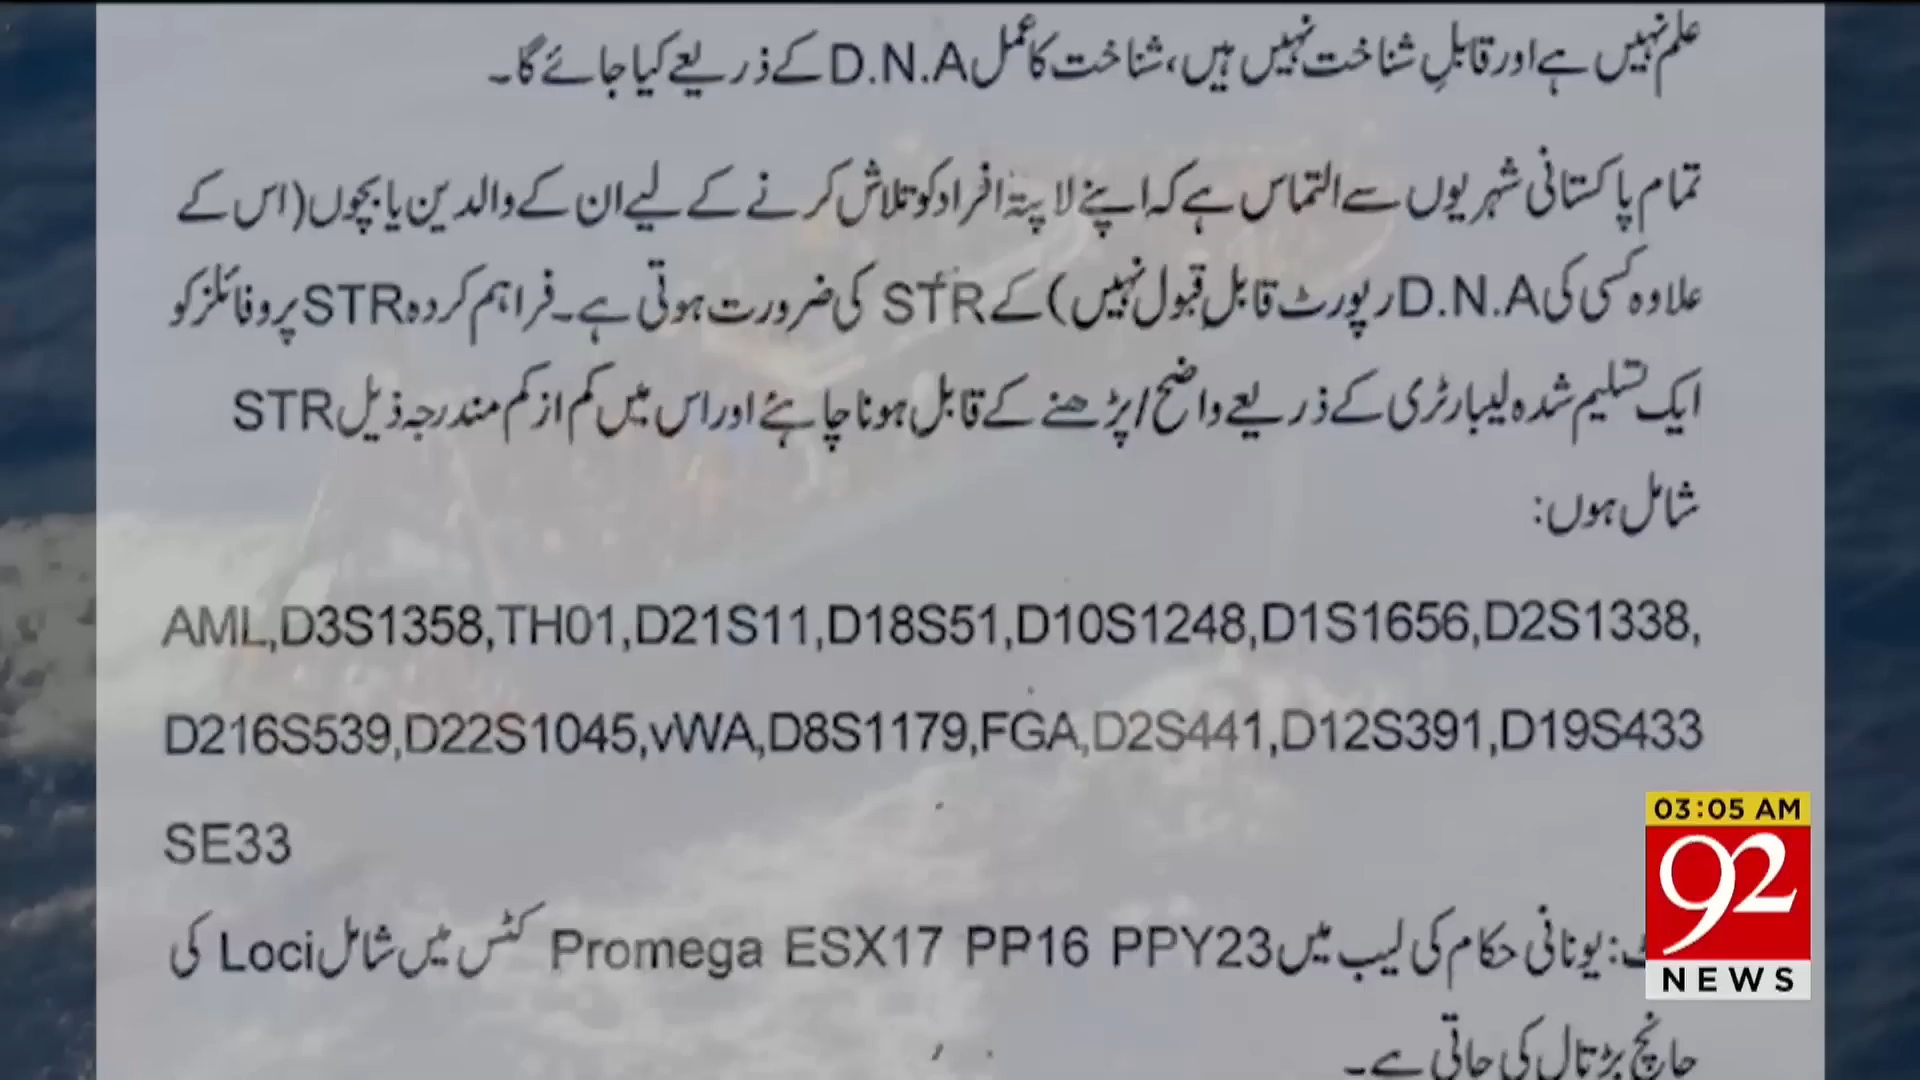 علم نہیں ہے اور قابلِ شناخت نہیں ہیں، شناخت کا عمل D.N.A کے ذریعے کیا جائے گا۔
تمام پاکستانی شہریوں سے التماس ہے کہ اپنے لاپتہ افراد کو تلاش کرنے کے لیے ان کے والدین یا بچوں (اس کے
علاوہ کسی کی D.N.A رپورٹ قابل قبول نہیں) کے STR کی ضرورت ہوتی ہے۔ فراہم کردہ STR پروفائلز کو
ایک تسلیم شدہ لیبارٹری کے ذریعے واضح / پڑھنے کے قابل ہونا چاہئے اور اس میں کم از کم مندرجہ ذیل STR
شامل ہوں:
AML,D3S1358,TH01,D21S11,D18S51,D10S1248,D1S1656,D2S1338,
D216S539,D22S1045,vWA,D8S1179,FGA,D2S441,D12S391,D19S433
SE33
یونانی حکام کی لیب میں Promega ESX17 PP16 PPY23 کٹس میں شامل Loci کی
جانچ پڑتال کی جاتی ہے۔
03:05 AM
92
NEWS